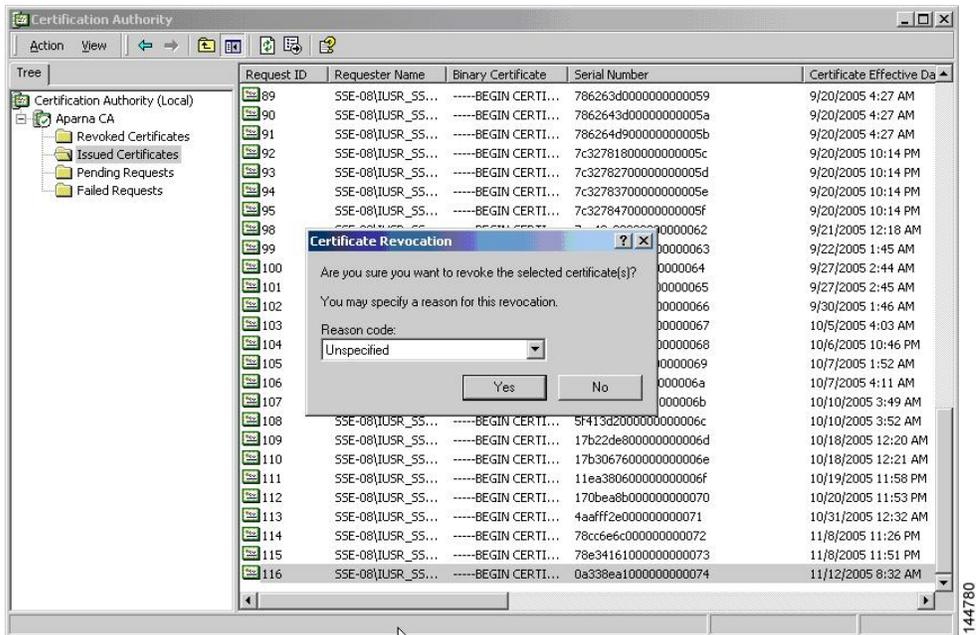 Certification Authority
Action View
Tree
Request ID Requester Name Binary Certificate Serial Number Certificate Effective Da
Certification Authority (Local)
Aparna CA
Revoked Certificates
Issued Certificates
Pending Requests
Failed Requests
89 SSE-08\IUSR_SS... -----BEGIN CERTI... 786263d0000000000059 9/20/2005 4:27 AM
90 SSE-08\IUSR_SS... -----BEGIN CERTI... 7862643d00000000005a 9/20/2005 4:27 AM
91 SSE-08\IUSR_SS... -----BEGIN CERTI... 786264d900000000005b 9/20/2005 4:27 AM
92 SSE-08\IUSR_SS... -----BEGIN CERTI... 7c32781800000000005c 9/20/2005 10:14 PM
93 SSE-08\IUSR_SS... -----BEGIN CERTI... 7c32782700000000005d 9/20/2005 10:14 PM
94 SSE-08\IUSR_SS... -----BEGIN CERTI... 7c32783700000000005e 9/20/2005 10:14 PM
95 SSE-08\IUSR_SS... -----BEGIN CERTI... 7c32784700000000005f 9/20/2005 10:14 PM
98 9/21/2005 12:18 AM
99 9/22/2005 1:45 AM
100 9/27/2005 2:44 AM
101 9/27/2005 2:45 AM
102 9/30/2005 1:46 AM
103 10/5/2005 4:03 AM
104 10/6/2005 10:46 PM
105 10/7/2005 1:52 AM
106 10/7/2005 4:11 AM
107 10/10/2005 3:49 AM
108 SSE-08\IUSR_SS... -----BEGIN CERTI... 5f413d2000000000006c 10/10/2005 3:52 AM
109 SSE-08\IUSR_SS... -----BEGIN CERTI... 17b22de800000000006d 10/18/2005 12:20 AM
110 SSE-08\IUSR_SS... -----BEGIN CERTI... 17b3067600000000006e 10/18/2005 12:21 AM
111 SSE-08\IUSR_SS... -----BEGIN CERTI... 11ea380600000000006f 10/19/2005 11:58 PM
112 SSE-08\IUSR_SS... -----BEGIN CERTI... 170bea8b000000000070 10/20/2005 11:53 PM
113 SSE-08\IUSR_SS... -----BEGIN CERTI... 4aafff2e000000000071 10/31/2005 12:32 AM
114 SSE-08\IUSR_SS... -----BEGIN CERTI... 78cc6e6c000000000072 11/8/2005 11:26 PM
115 SSE-08\IUSR_SS... -----BEGIN CERTI... 78e34161000000000073 11/8/2005 11:51 PM
116 SSE-08\IUSR_SS... -----BEGIN CERTI... 0a338ea1000000000074 11/12/2005 8:32 AM
Certificate Revocation
Are you sure you want to revoke the selected certificate(s)?
You may specify a reason for this revocation.
Reason code:
Unspecified
Yes No
144780